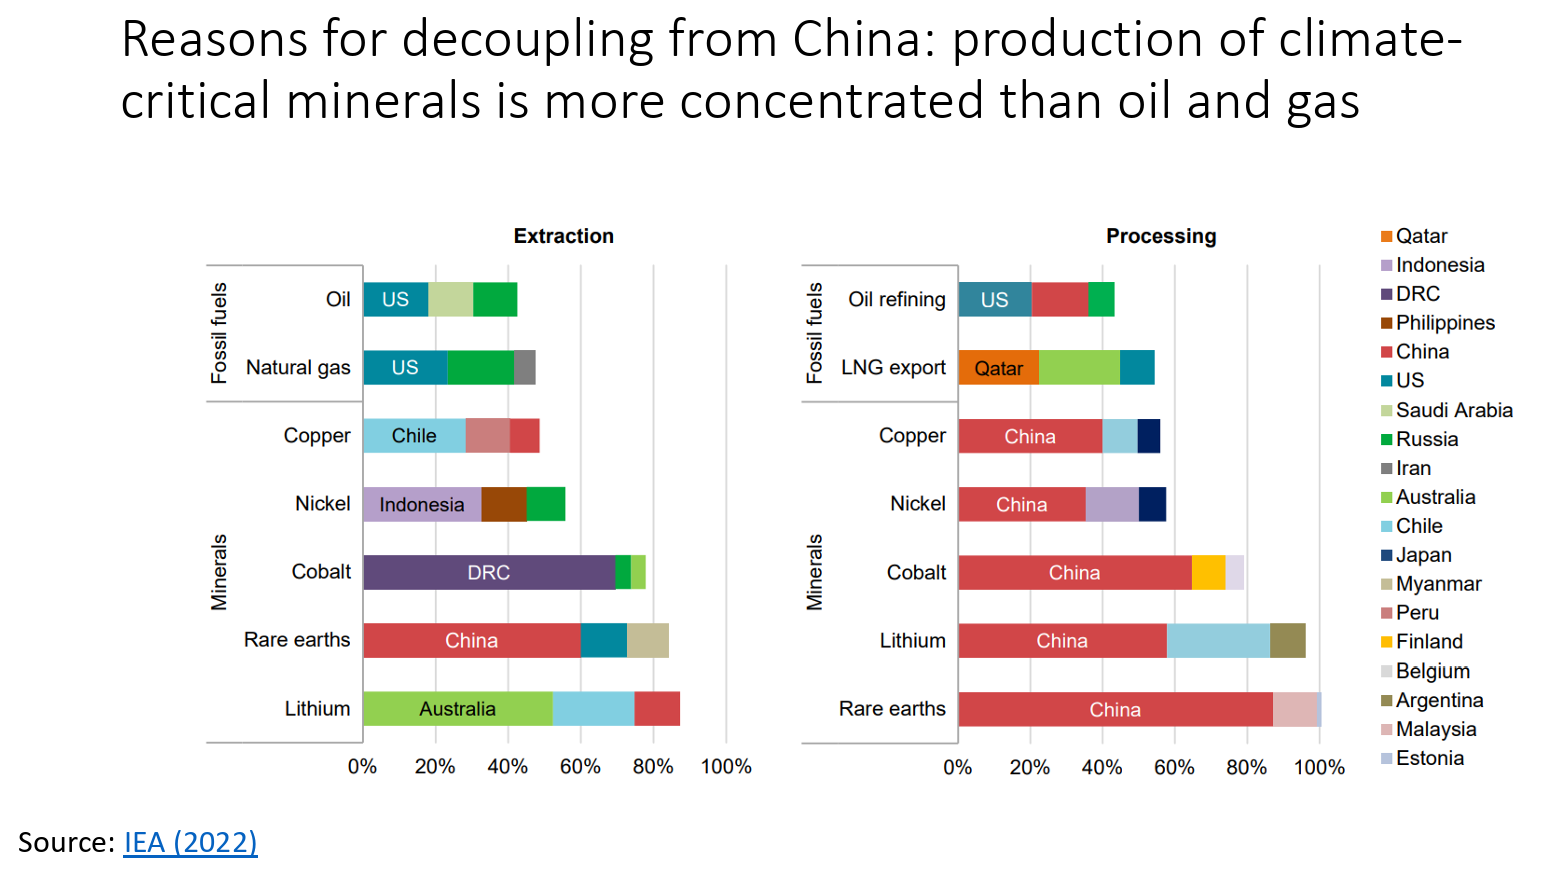 Reasons for decoupling from China: production of climate-
critical minerals is more concentrated than oil and gas
Extraction
Fossil fuels
Oil
US
Natural gas
US
Minerals
Copper
Chile
Nickel
Indonesia
Cobalt
DRC
Rare earths
China
Lithium
Australia
0% 20% 40% 60% 80% 100%
Processing
Fossil fuels
Oil refining
US
LNG export
Qatar
Minerals
Copper
China
Nickel
China
Cobalt
China
Lithium
China
Rare earths
China
0% 20% 40% 60% 80% 100%
Qatar
Indonesia
DRC
Philippines
China
US
Saudi Arabia
Russia
Iran
Australia
Chile
Japan
Myanmar
Peru
Finland
Belgium
Argentina
Malaysia
Estonia
Source: IEA (2022)